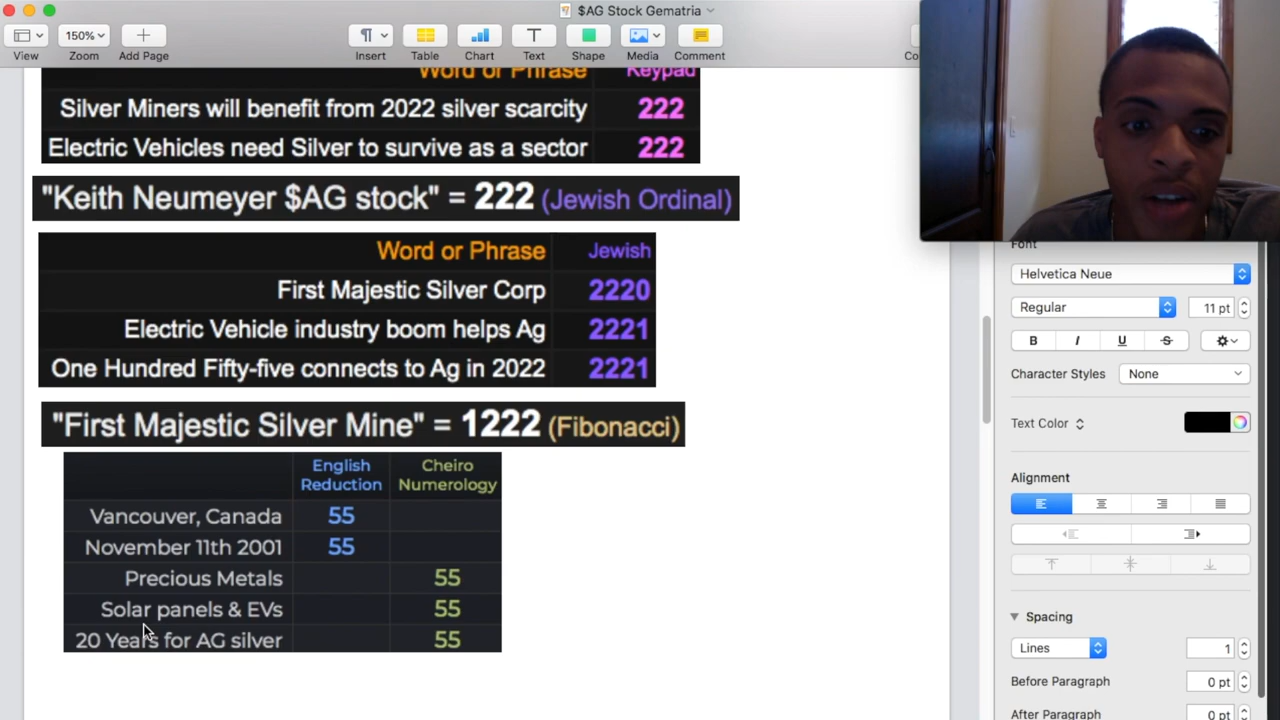 $AG Stock Gematria
View
150%
Zoom
Add Page
Insert
Table
Chart
Text
Shape
Media
Comment
Word or Phrase Keypad
Silver Miners will benefit from 2022 silver scarcity 222
Electric Vehicles need Silver to survive as a sector 222
"Keith Neumeyer $AG stock" = 222 (Jewish Ordinal)
Word or Phrase Jewish
First Majestic Silver Corp 2220
Electric Vehicle industry boom helps Ag 2221
One Hundred Fifty-five connects to Ag in 2022 2221
"First Majestic Silver Mine" = 1222 (Fibonacci)
English Reduction Cheiro Numerology
Vancouver, Canada 55
November 11th 2001 55
Precious Metals 55
Solar panels & EVs 55
20 Years for AG silver 55
Font
Helvetica Neue
Regular 11 pt
B I U S
Character Styles None
Text Color
Alignment
Spacing
Lines 1
Before Paragraph 0 pt
After Paragraph 0 pt